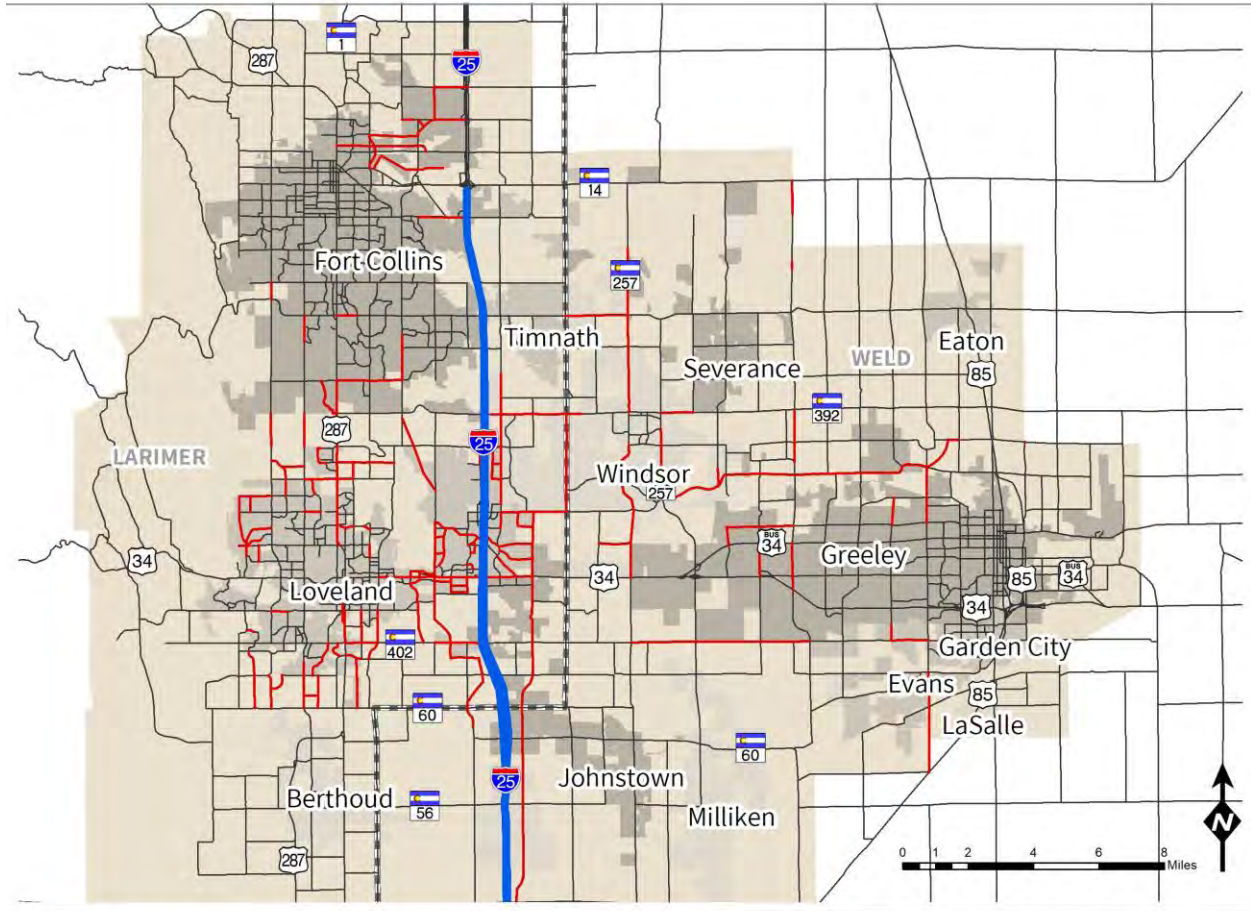 1
287
25
14
Fort Collins
257
Timnath
Eaton
Severance
WELD
85
392
287
25
LARIMER
Windsor
257
BUS
34
Greeley
34
34
Loveland
85
BUS
34
34
402
Garden City
Evans
85
60
LaSalle
60
25
Johnstown
Berthoud
56
Milliken
287
N
0 1 2 4 6 8
Miles